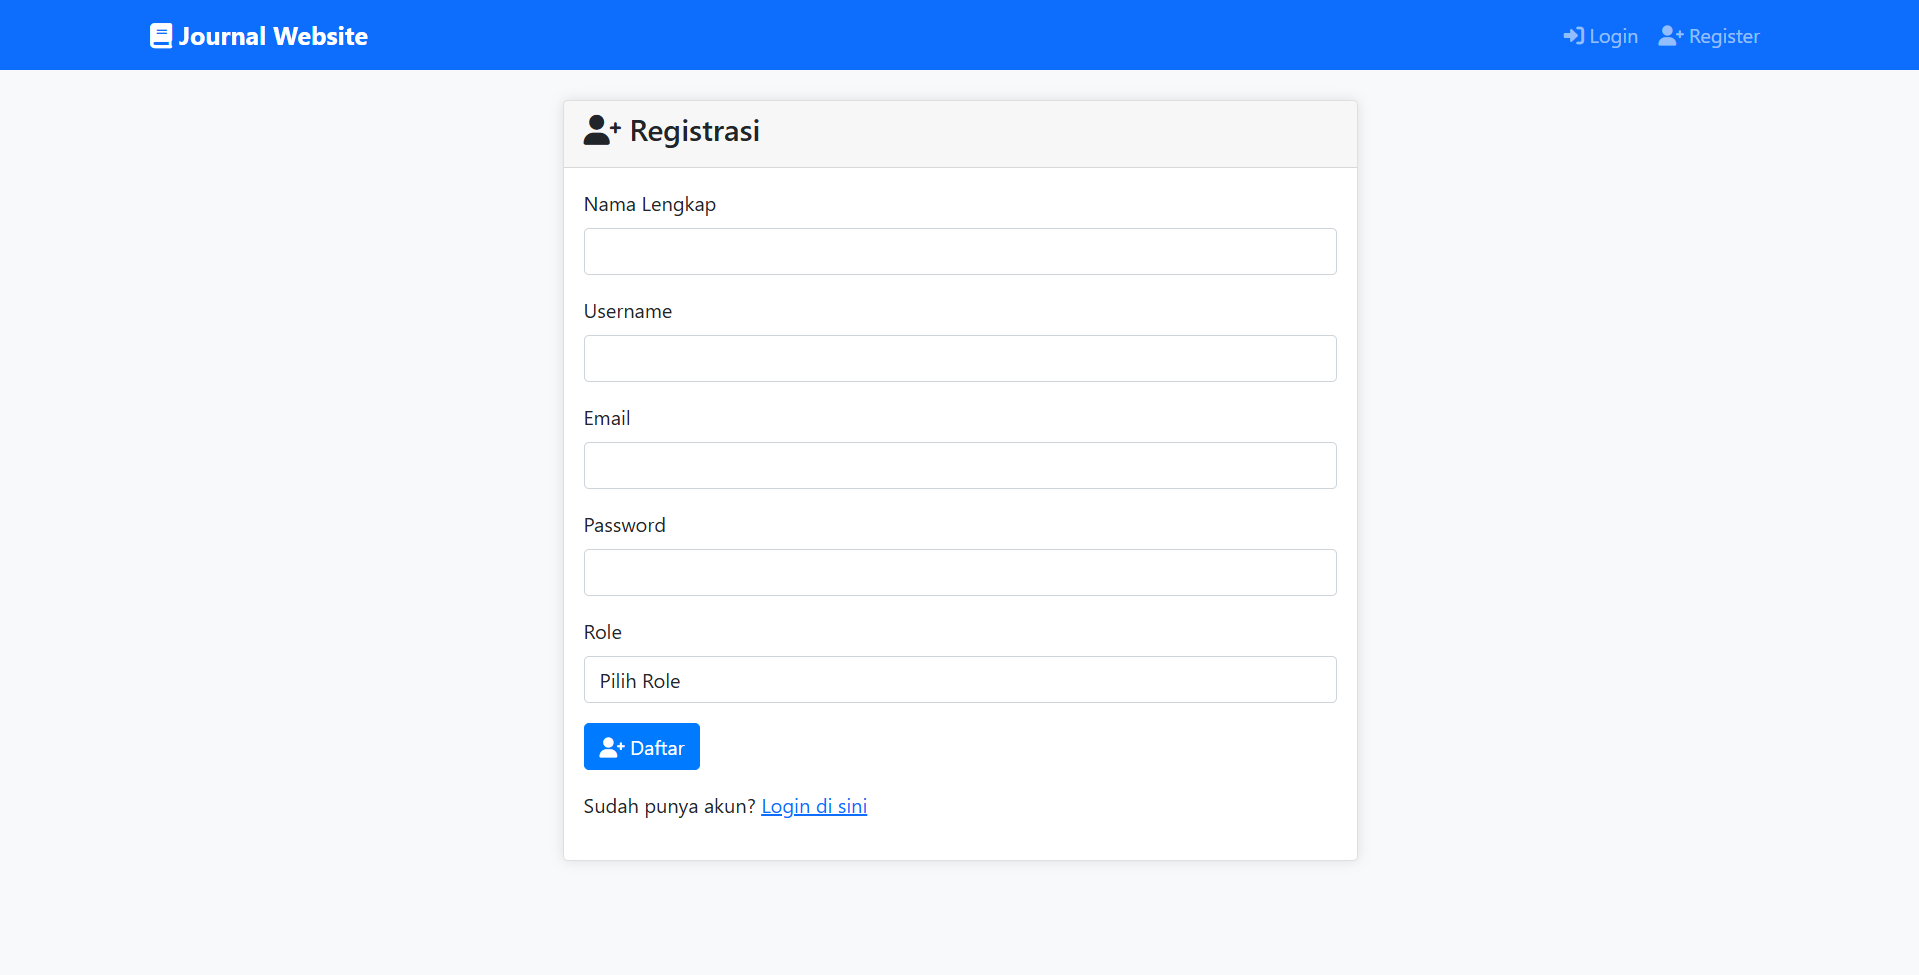 Journal Website
Login
Register
Registrasi
Nama Lengkap
Username
Email
Password
Role
Pilih Role
Daftar
Sudah punya akun? Login di sini